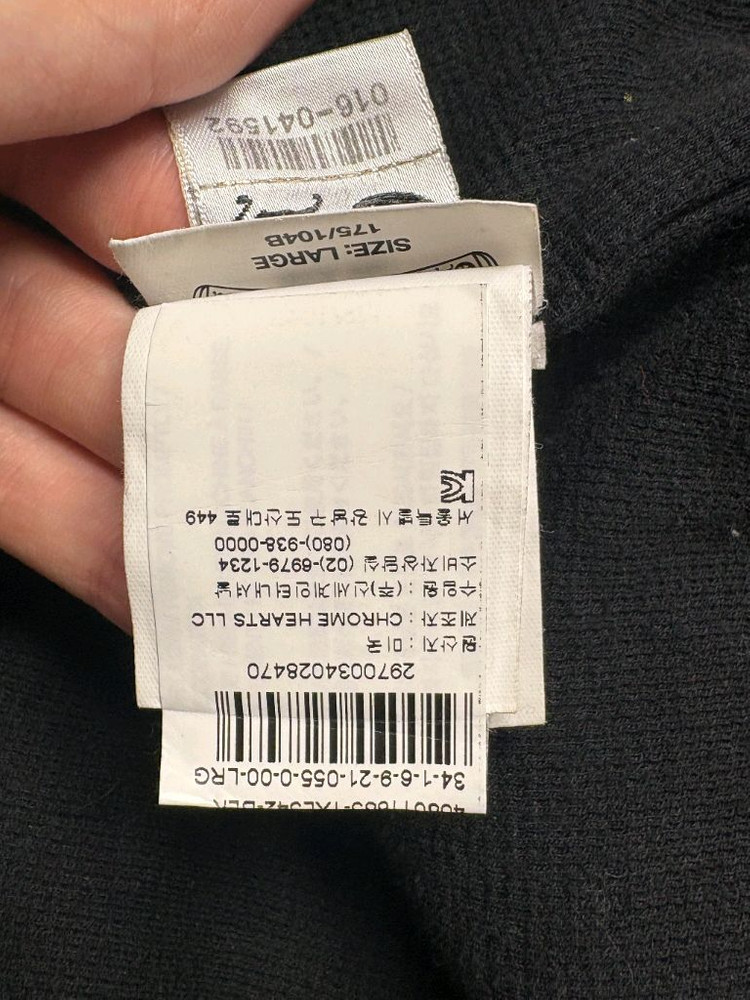 34-1-6-9-21-055-0-00-LRG
2970034028470
원산지 : 미국
제조자 : CHROME HEARTS LLC
수입원 : (주)신세계인터내셔날
소비자상담실 (02)-6979-1234
(080)-938-0000
서울특별시 강남구 도산대로 449
SIZE: LARGE
175/104B
016-041592